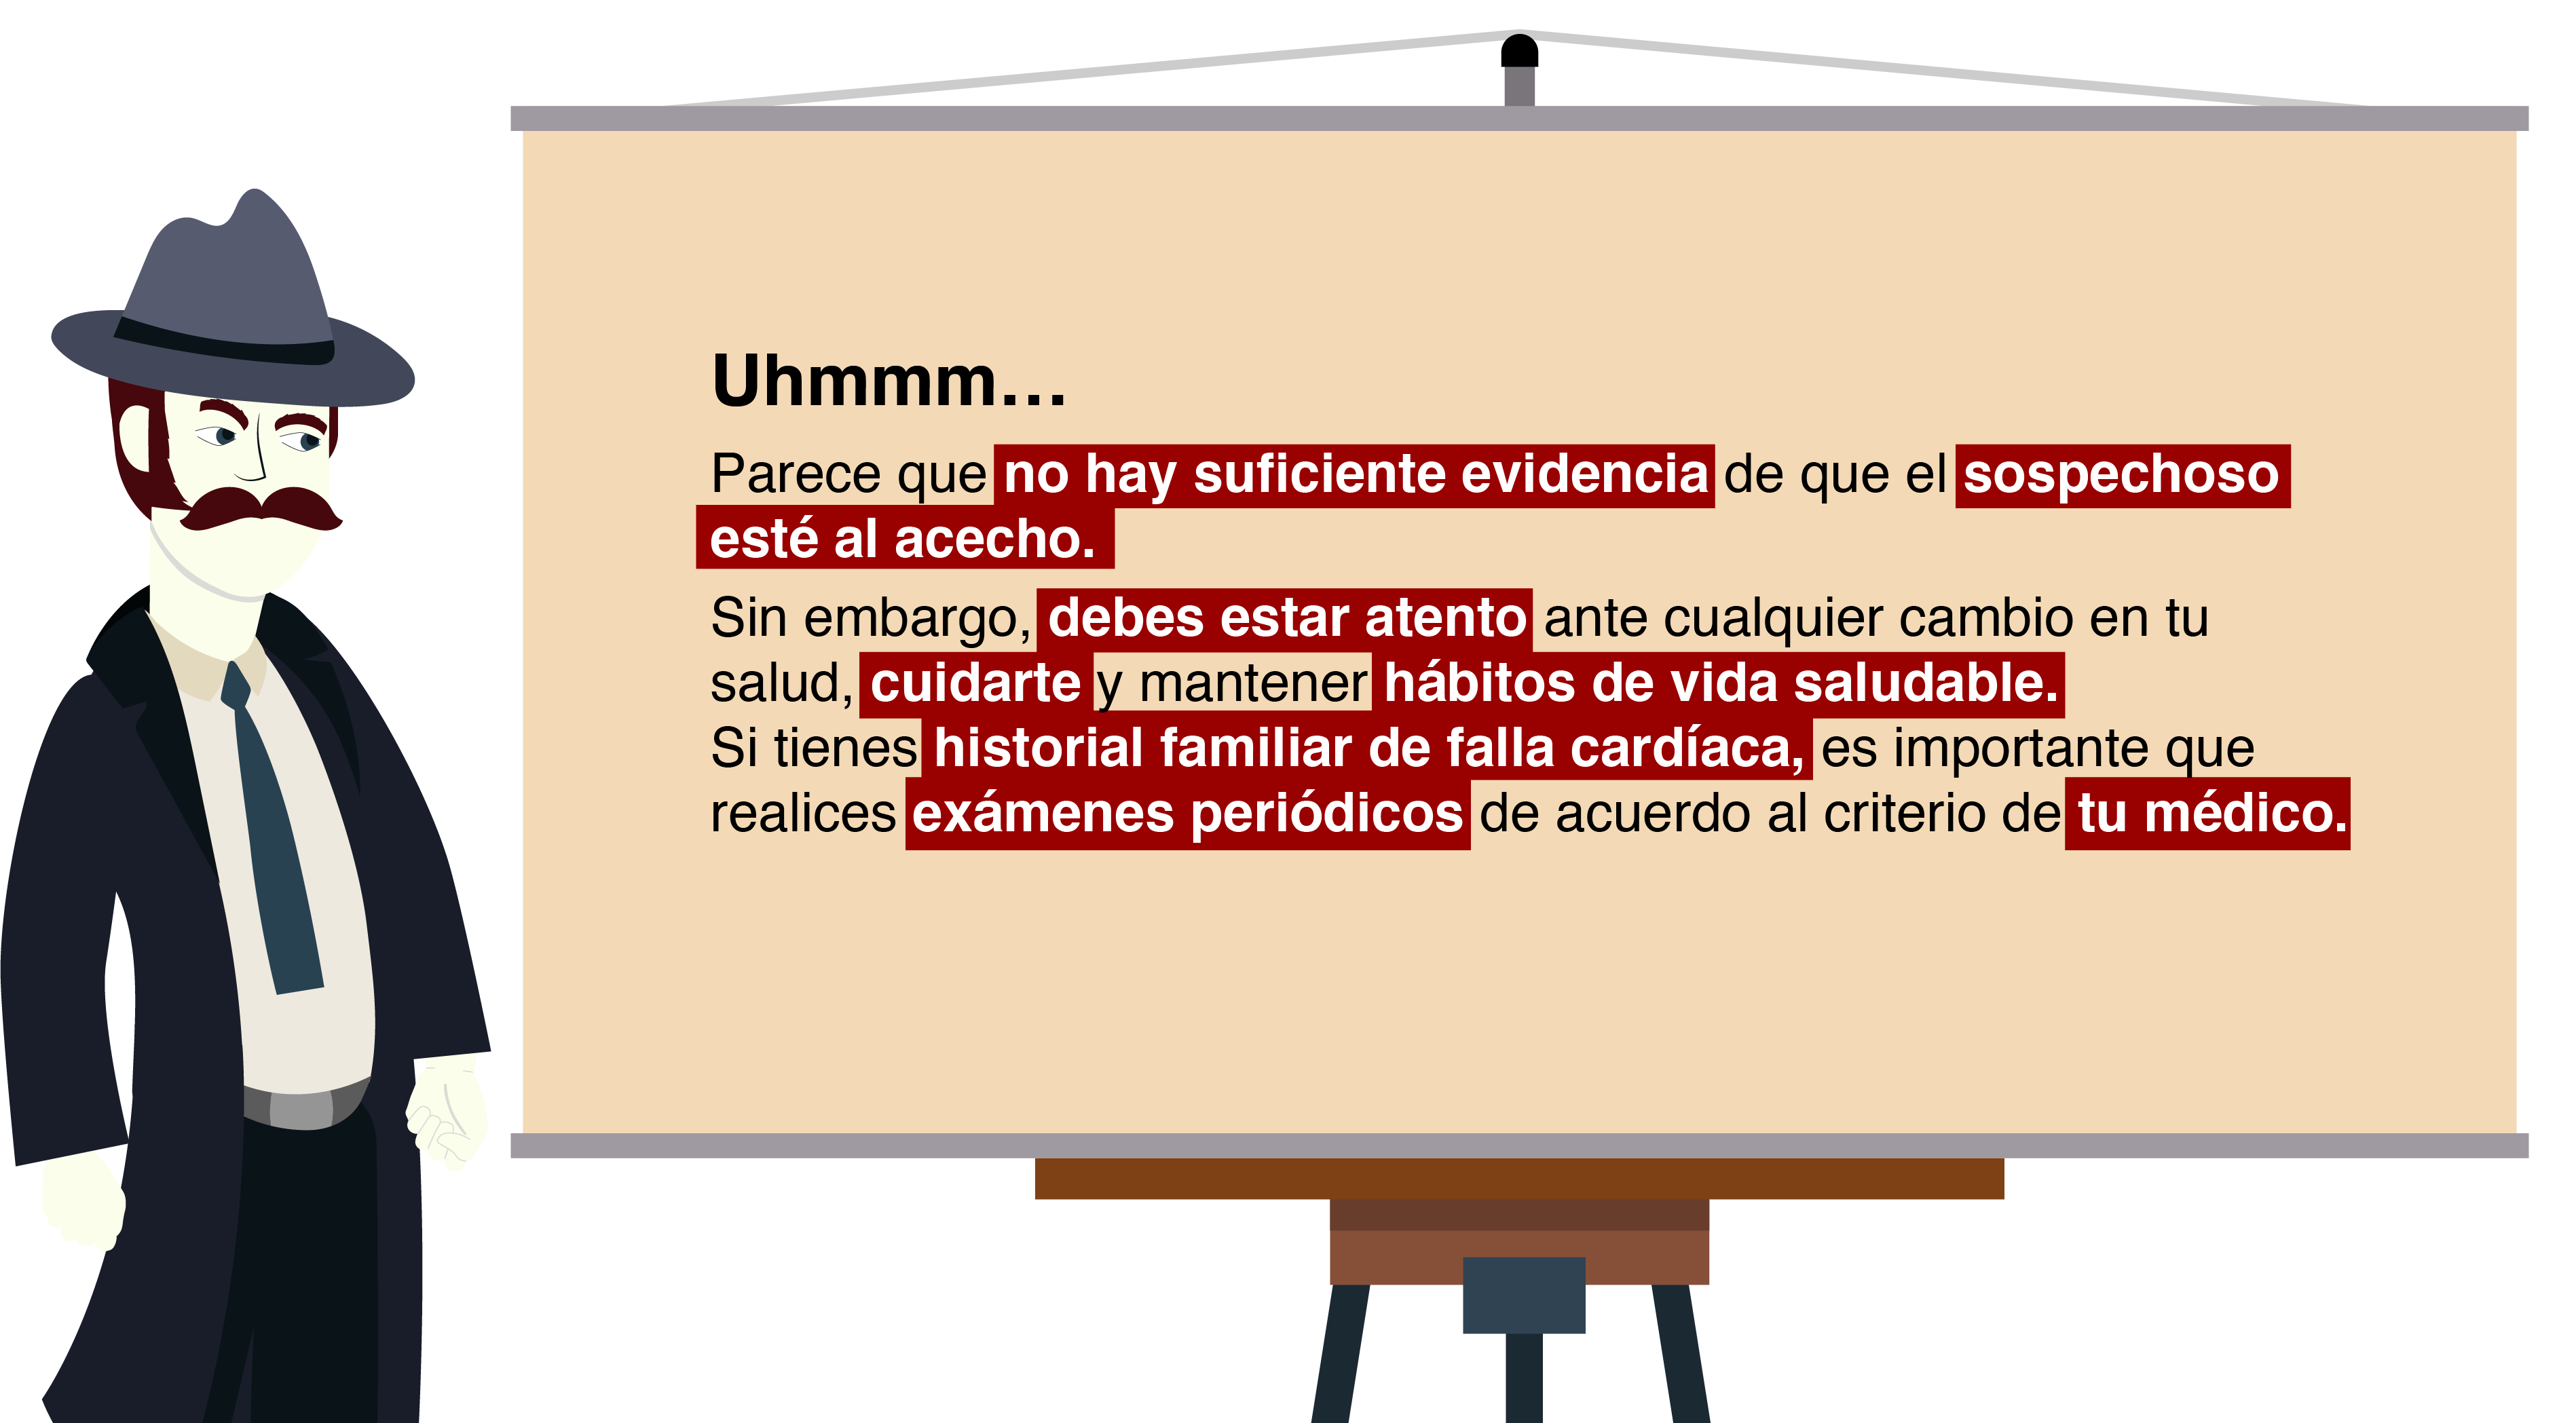 Uhmmm...
Parece que no hay suficiente evidencia de que el sospechoso
esté al acecho.
Sin embargo, debes estar atento ante cualquier cambio en tu
salud, cuidarte y mantener hábitos de vida saludable.
Si tienes historial familiar de falla cardíaca, es importante que
realices exámenes periódicos de acuerdo al criterio de tu médico.